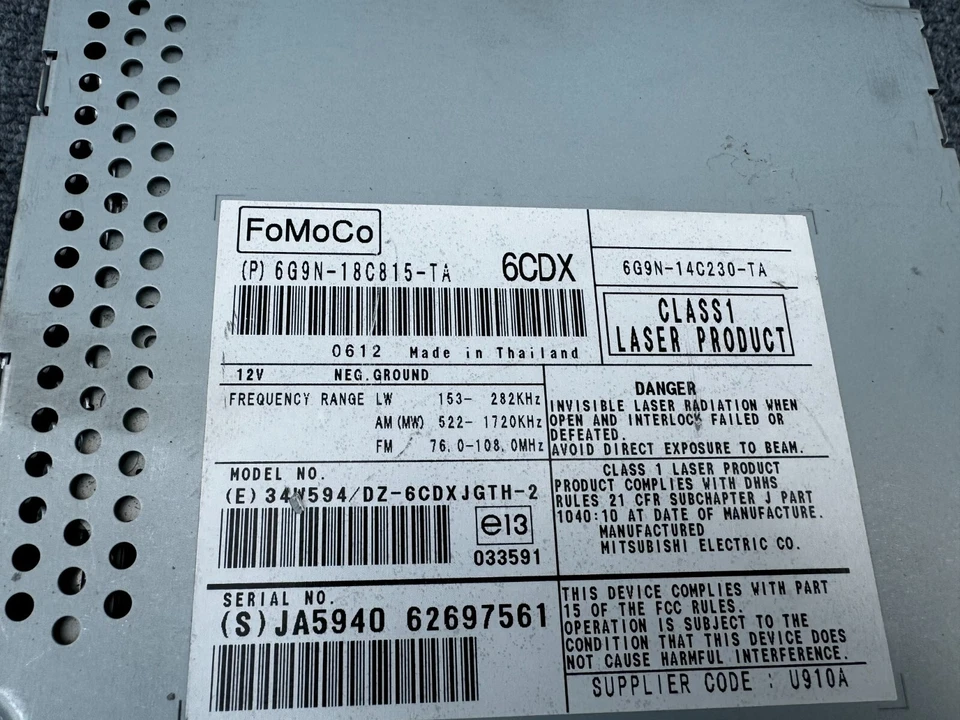 FoMoCo
(P) 6G9N-18C815-TA 6CDX
0612 Made in Thailand
6G9N-14C230-TA
CLASS1
LASER PRODUCT
12V NEG.GROUND
FREQUENCY RANGE LW 153- 282KHz
AM(MW) 522- 1720KHz
FM 76.0-108.0MHz
DANGER
INVISIBLE LASER RADIATION WHEN
OPEN AND INTERLOCK FAILED OR
DEFEATED.
AVOID DIRECT EXPOSURE TO BEAM.
MODEL NO.
(E) 34W594/DZ-6CDXJGTH-2
e13
033591
CLASS 1 LASER PRODUCT
PRODUCT COMPLIES WITH DHHS
RULES 21 CFR SUBCHAPTER J PART
1040:10 AT DATE OF MANUFACTURE.
MANUFACTURED
MITSUBISHI ELECTRIC CO.
SERIAL NO.
(S)JA5940 62697561
THIS DEVICE COMPLIES WITH PART
15 OF THE FCC RULES.
OPERATION IS SUBJECT TO THE
CONDITION THAT THIS DEVICE DOES
NOT CAUSE HARMFUL INTERFERENCE.
SUPPLIER CODE : U910A